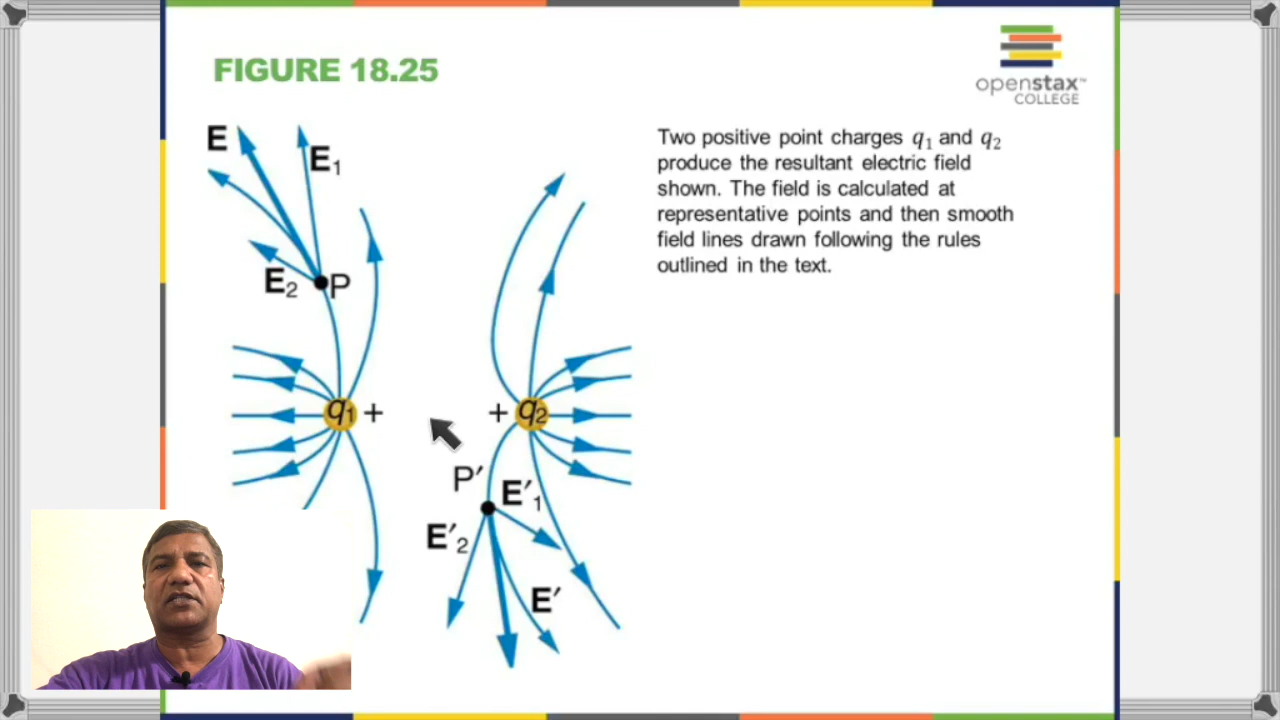 FIGURE 18.25
openstax™
COLLEGE
Two positive point charges q₁ and q₂
produce the resultant electric field
shown. The field is calculated at
representative points and then smooth
field lines drawn following the rules
outlined in the text.
E
E₁
E₂
P
q₁ +
+ q₂
P′
E′₁
E′₂
E′